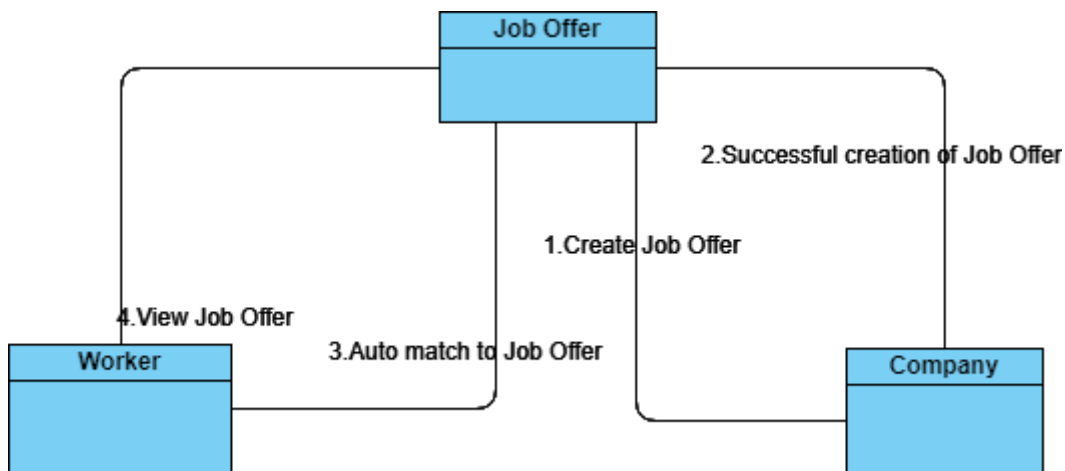 Job Offer
2.Successful creation of Job Offer
1.Create Job Offer
4.View Job Offer
3.Auto match to Job Offer
Worker
Company